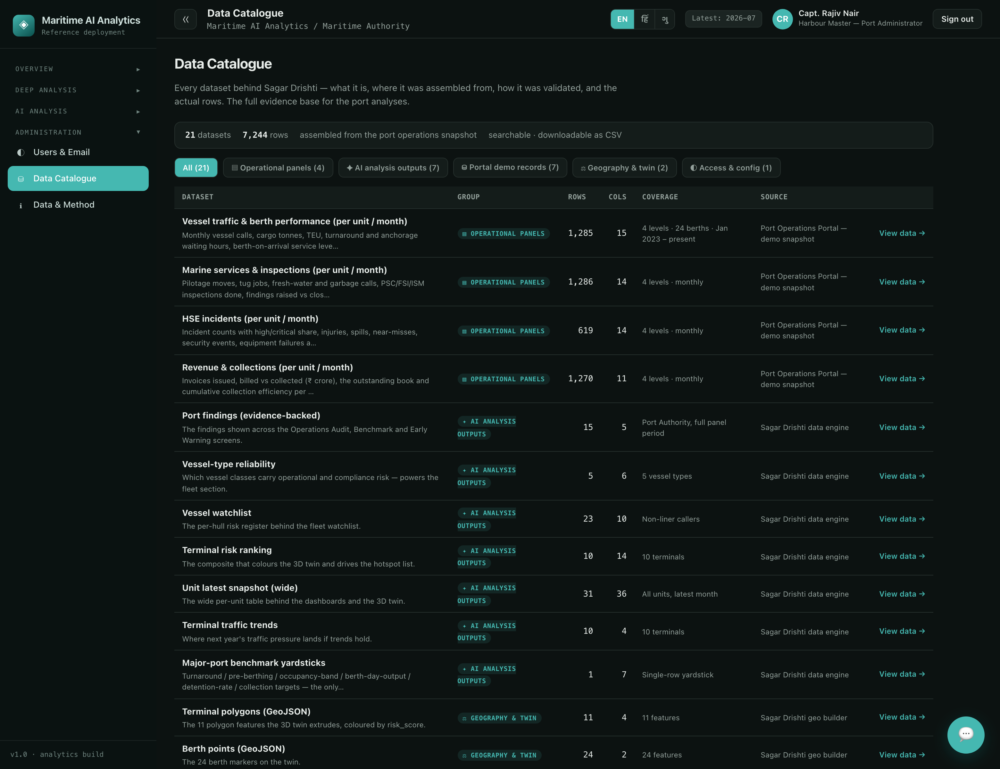 Maritime AI Analytics
Reference deployment
OVERVIEW
DEEP ANALYSIS
AI ANALYSIS
ADMINISTRATION
Users & Email
Data Catalogue
Data & Method
v1.0 · analytics build
Data Catalogue
Maritime AI Analytics / Maritime Authority
EN हिं ગુ
Latest: 2026-07
CR
Capt. Rajiv Nair
Harbour Master — Port Administrator
Sign out
Data Catalogue
Every dataset behind Sagar Drishti — what it is, where it was assembled from, how it was validated, and the
actual rows. The full evidence base for the port analyses.
21 datasets 7,244 rows assembled from the port operations snapshot searchable · downloadable as CSV
All (21) Operational panels (4) AI analysis outputs (7) Portal demo records (7) Geography & twin (2) Access & config (1)
DATASET GROUP ROWS COLS COVERAGE SOURCE
Vessel traffic & berth performance (per unit / month)
Monthly vessel calls, cargo tonnes, TEU, turnaround and anchorage
waiting hours, berth-on-arrival service leve...
OPERATIONAL PANELS
1,285 15
4 levels · 24 berths · Jan
2023 – present
Port Operations Portal —
demo snapshot
View data →
Marine services & inspections (per unit / month)
Pilotage moves, tug jobs, fresh-water and garbage calls, PSC/FSI/ISM
inspections done, findings raised vs clos...
OPERATIONAL PANELS
1,286 14
4 levels · monthly
Port Operations Portal —
demo snapshot
View data →
HSE incidents (per unit / month)
Incident counts with high/critical share, injuries, spills, near-misses,
security events, equipment failures a...
OPERATIONAL PANELS
619 14
4 levels · monthly
Port Operations Portal —
demo snapshot
View data →
Revenue & collections (per unit / month)
Invoices issued, billed vs collected (₹ crore), the outstanding book and
cumulative collection efficiency per ...
OPERATIONAL PANELS
1,270 11
4 levels · monthly
Port Operations Portal —
demo snapshot
View data →
Port findings (evidence-backed)
The findings shown across the Operations Audit, Benchmark and Early
Warning screens.
AI ANALYSIS
OUTPUTS
15 5
Port Authority, full panel
period
Sagar Drishti data engine
View data →
Vessel-type reliability
Which vessel classes carry operational and compliance risk — powers the
fleet section.
AI ANALYSIS
OUTPUTS
5 6
5 vessel types
Sagar Drishti data engine
View data →
Vessel watchlist
The per-hull risk register behind the fleet watchlist.
AI ANALYSIS
OUTPUTS
23 10
Non-liner callers
Sagar Drishti data engine
View data →
Terminal risk ranking
The composite that colours the 3D twin and drives the hotspot list.
AI ANALYSIS
OUTPUTS
10 14
10 terminals
Sagar Drishti data engine
View data →
Unit latest snapshot (wide)
The wide per-unit table behind the dashboards and the 3D twin.
AI ANALYSIS
OUTPUTS
31 36
All units, latest month
Sagar Drishti data engine
View data →
Terminal traffic trends
Where next year's traffic pressure lands if trends hold.
AI ANALYSIS
OUTPUTS
10 4
10 terminals
Sagar Drishti data engine
View data →
Major-port benchmark yardsticks
Turnaround / pre-berthing / occupancy-band / berth-day-output /
detention-rate / collection targets — the only...
AI ANALYSIS
OUTPUTS
1 7
Single-row yardstick
Sagar Drishti data engine
View data →
Terminal polygons (GeoJSON)
The 11 polygon features the 3D twin extrudes, coloured by risk_score.
GEOGRAPHY & TWIN
11 4
11 features
Sagar Drishti geo builder
View data →
Berth points (GeoJSON)
The 24 berth markers on the twin.
GEOGRAPHY & TWIN
24 2
24 features
Sagar Drishti geo builder
View data →